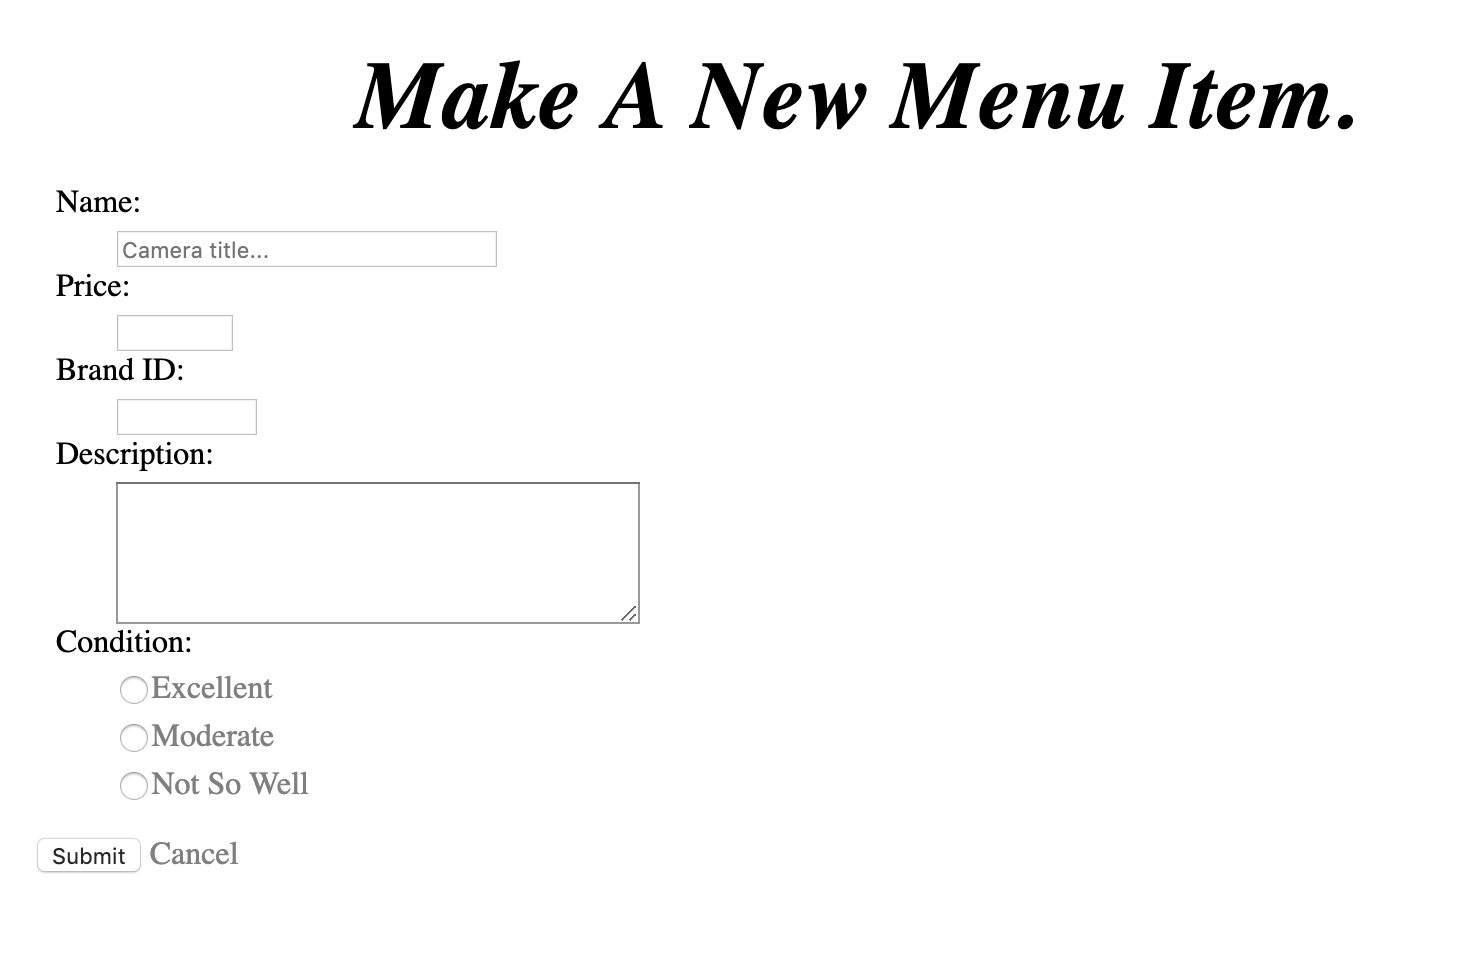 Make A New Menu Item.
Name:
Camera title...
Price:
Brand ID:
Description:
Condition:
Excellent
Moderate
Not So Well
Submit Cancel